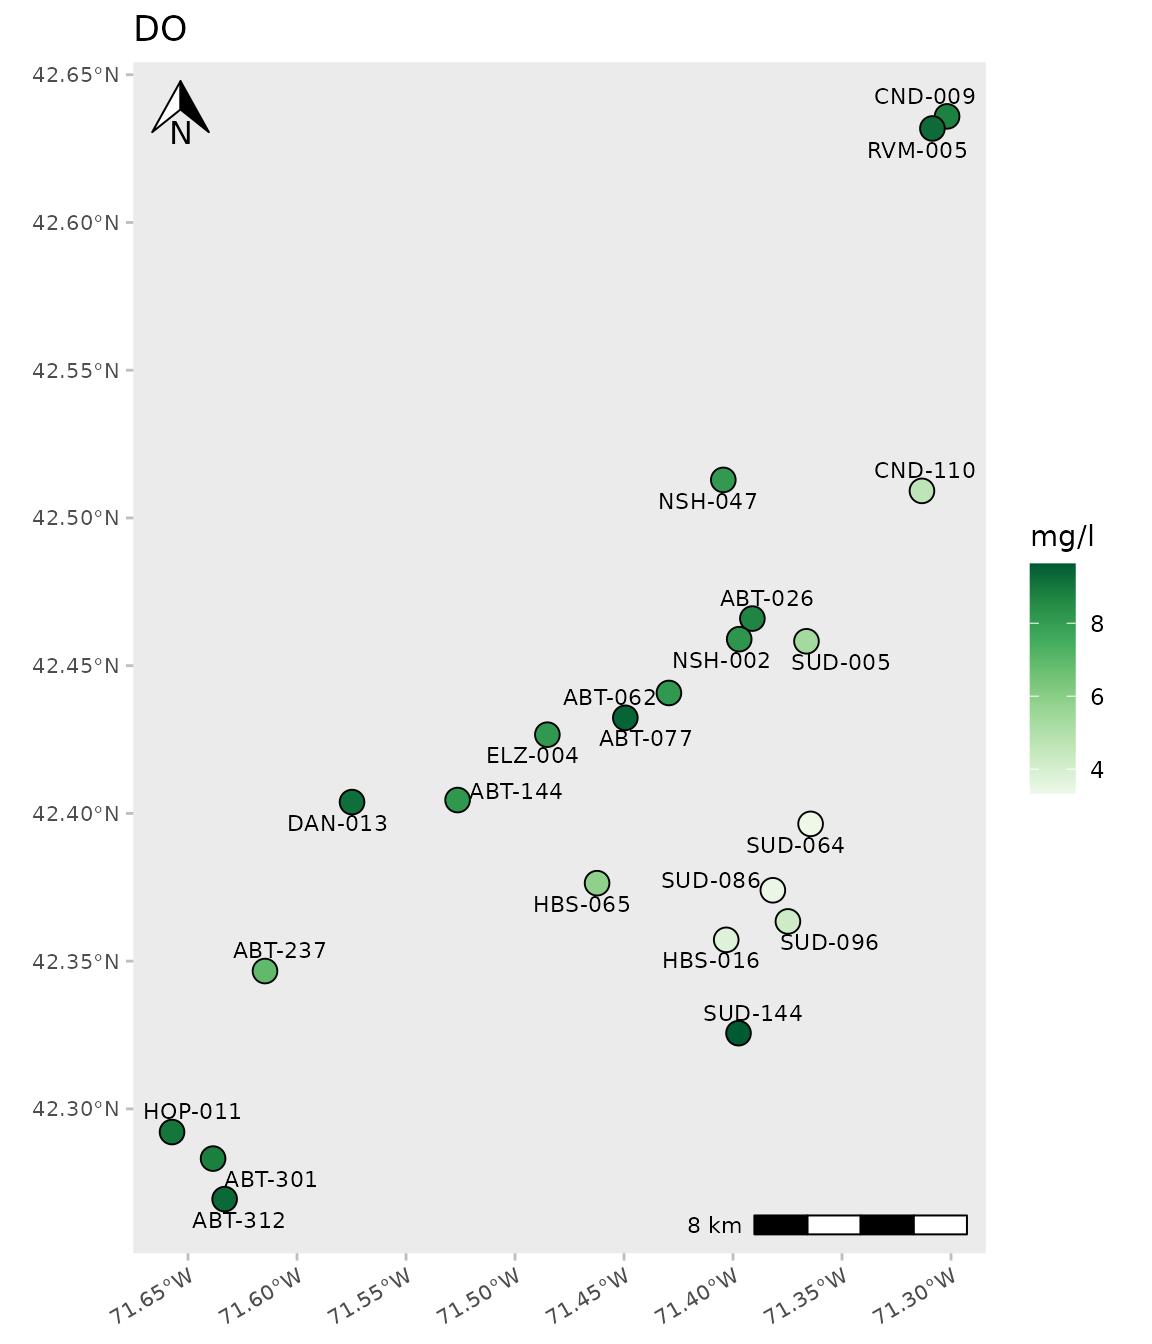 DO
42.65°N
42.60°N
42.55°N
42.50°N
42.45°N
42.40°N
42.35°N
42.30°N
N
CND-009
RVM-005
CND-110
NSH-047
ABT-026
NSH-002
SUD-005
ABT-062
ABT-077
ELZ-004
ABT-144
DAN-013
SUD-064
SUD-086
HBS-065
SUD-096
ABT-237
HBS-016
SUD-144
HOP-011
ABT-301
ABT-312
8 km
71.65°W
71.60°W
71.55°W
71.50°W
71.45°W
71.40°W
71.35°W
71.30°W
mg/l
8
6
4